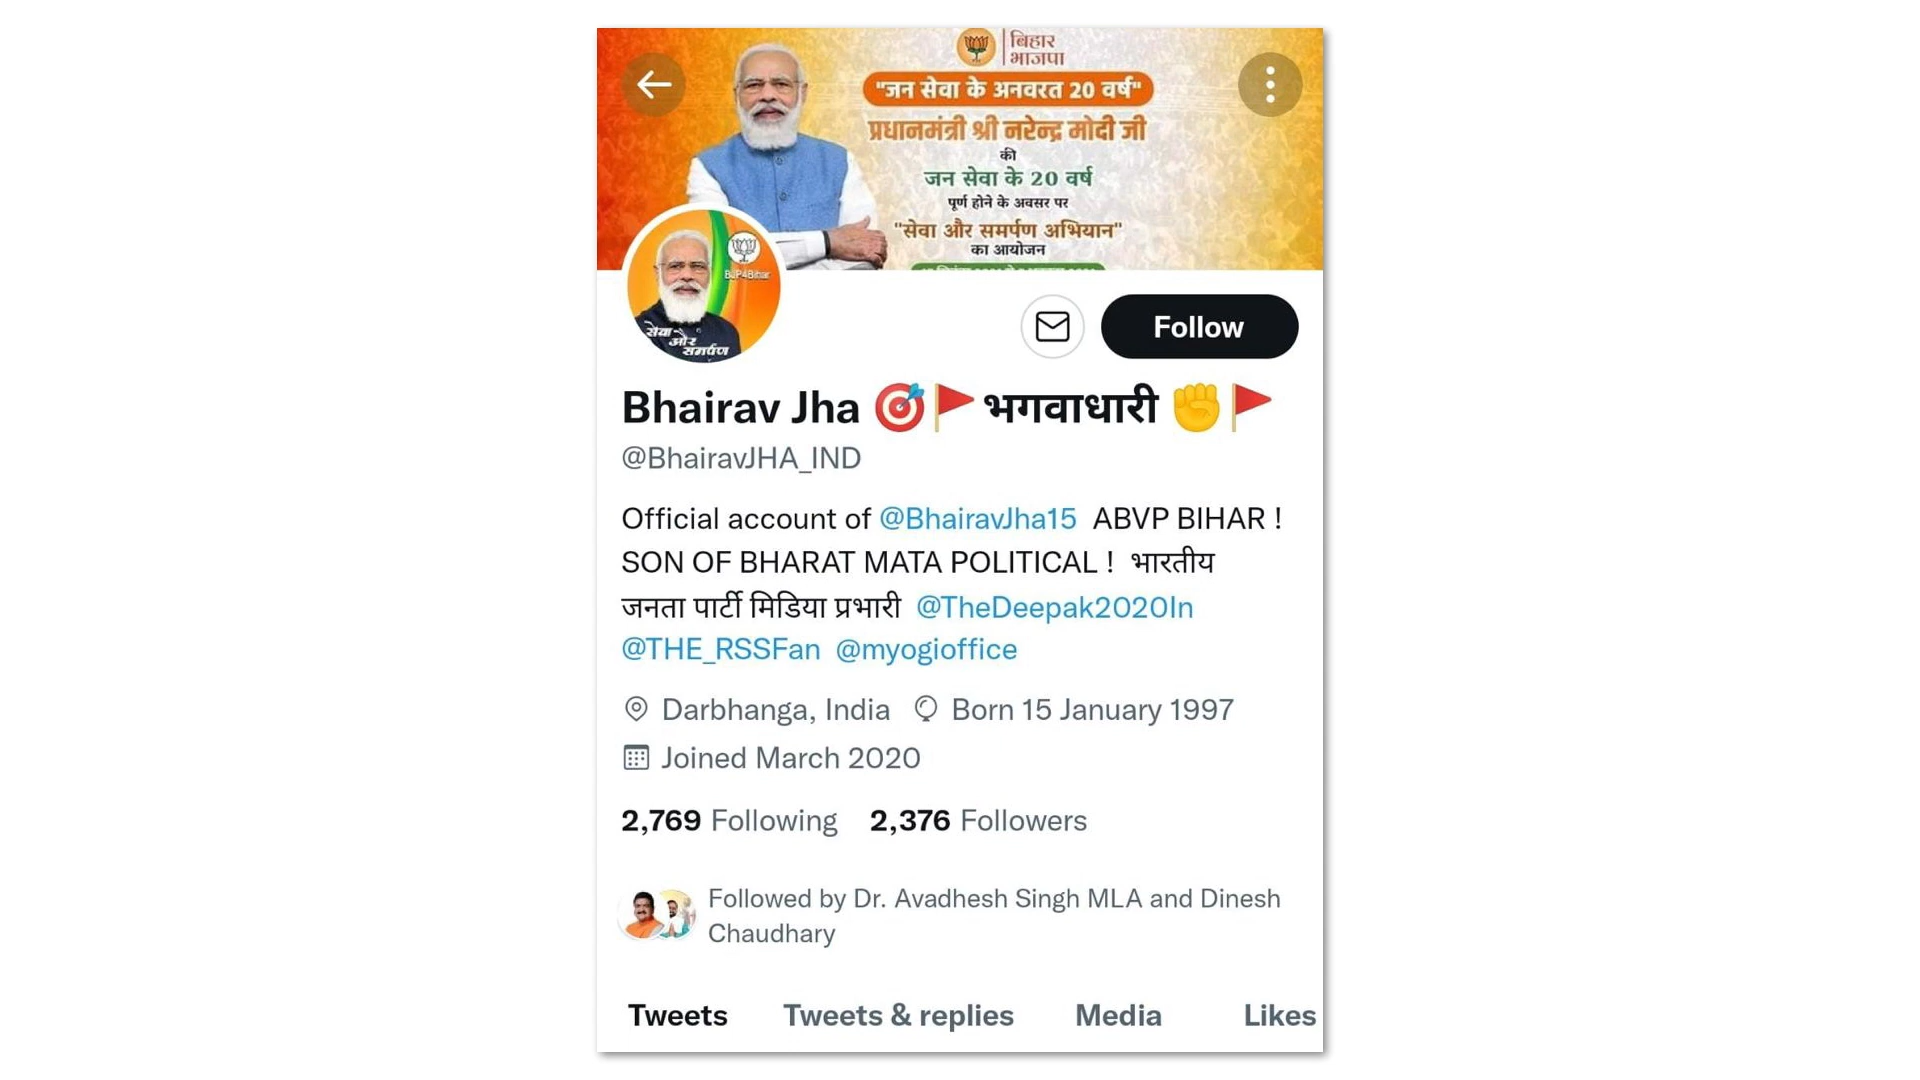 बिहार
भाजपा
"जन सेवा के अनवरत 20 वर्ष"
प्रधानमंत्री श्री नरेन्द्र मोदी जी
की
जन सेवा के 20 वर्ष
पूर्ण होने के अवसर पर
"सेवा और समर्पण अभियान"
का आयोजन
BJP4Bihar
सेवा
और
समर्पण
Follow
Bhairav Jha 🎯🚩भगवाधारी ✊🚩
@BhairavJHA_IND
Official account of @BhairavJha15 ABVP BIHAR !
SON OF BHARAT MATA POLITICAL ! भारतीय
जनता पार्टी मिडिया प्रभारी @TheDeepak2020In
@THE_RSSFan @myogioffice
Darbhanga, India Born 15 January 1997
Joined March 2020
2,769 Following 2,376 Followers
Followed by Dr. Avadhesh Singh MLA and Dinesh
Chaudhary
Tweets Tweets & replies Media Likes